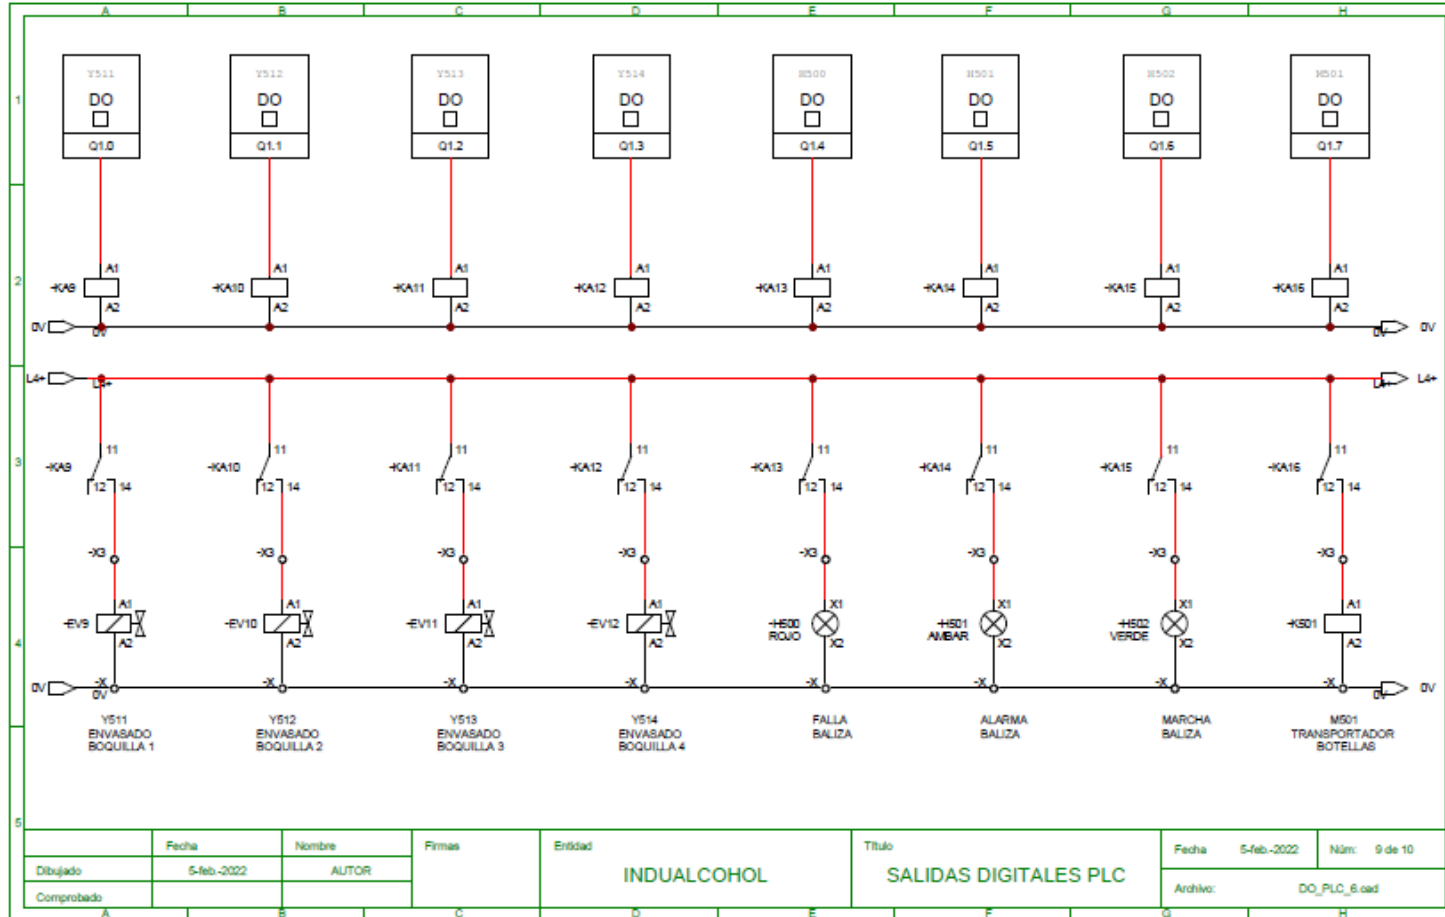 A B C D E F G H
Y511 Y512 Y513 Y514 H500 H501 H502 M501
1 DO DO DO DO DO DO DO DO
Q1.0 Q1.1 Q1.2 Q1.3 Q1.4 Q1.5 Q1.6 Q1.7
A1 A1 A1 A1 A1 A1 A1 A1
2 -KA9 -KA10 -KA11 -KA12 -KA13 -KA14 -KA15 -KA16
A2 A2 A2 A2 A2 A2 A2 A2
0V 0V 0V 0V
L4+ L4+ L4+ L4+
11 11 11 11 11 11 11 11
3 -KA9 -KA10 -KA11 -KA12 -KA13 -KA14 -KA15 -KA16
12 14 12 14 12 14 12 14 12 14 12 14 12 14 12 14
-X3 -X3 -X3 -X3 -X3 -X3 -X3 -X3
A1 A1 A1 A1 X1 X1 X1 A1
-EV9 -EV10 -EV11 -EV12 -H500 -H501 -H502 -K501
4 ROJO AMBAR VERDE
A2 A2 A2 A2 X2 X2 X2 A2
0V 0V -X -X -X -X -X -X -X -X 0V 0V
Y511 Y512 Y513 Y514 FALLA ALARMA MARCHA M501
ENVASADO ENVASADO ENVASADO ENVASADO BALIZA BALIZA BALIZA TRANSPORTADOR
BOQUILLA 1 BOQUILLA 2 BOQUILLA 3 BOQUILLA 4 BOTELLAS
5
Fecha Nombre Firmas Entidad Título Fecha 5-feb.-2022 Núm: 9 de 10
Dibujado 5-feb.-2022 AUTOR INDUALCOHOL SALIDAS DIGITALES PLC
Comprobado Archivo: DO_PLC_6.cad
A B C D E F G H